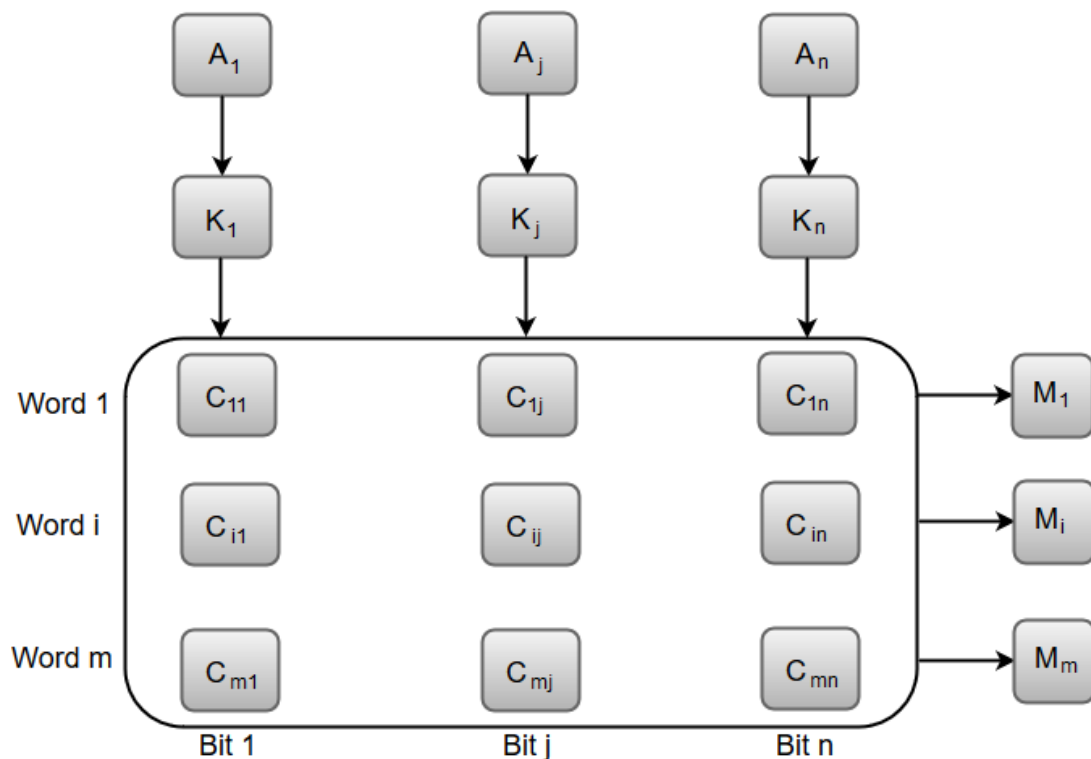 A₁ Aⱼ Aₙ
K₁ Kⱼ Kₙ
Word 1 C₁₁ C₁ⱼ C₁ₙ M₁
Word i Cᵢ₁ Cᵢⱼ Cᵢₙ Mᵢ
Word m Cₘ₁ Cₘⱼ Cₘₙ Mₘ
Bit 1 Bit j Bit n